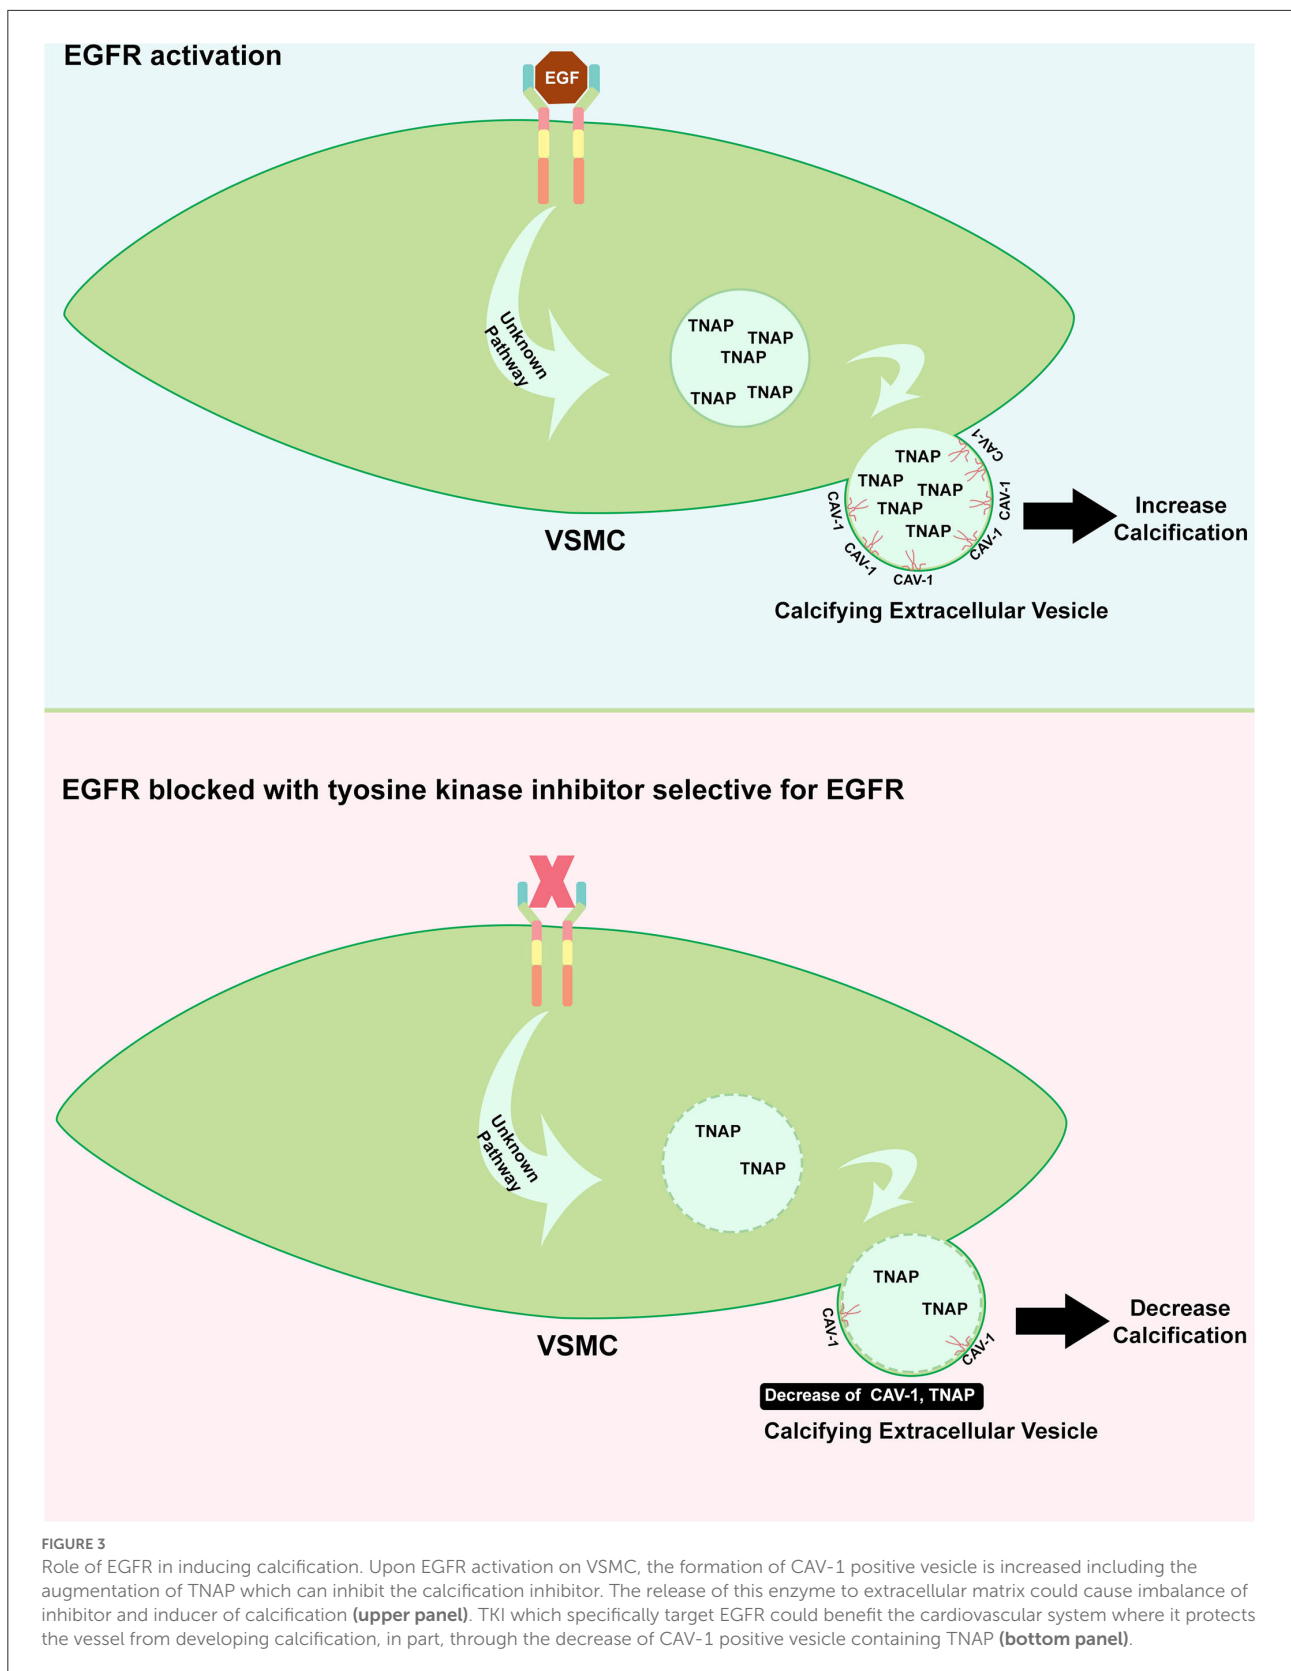 EGFR activation
EGF
Unknown
Pathway
TNAP
TNAP
TNAP
TNAP
TNAP
CAV-1
TNAP
TNAP
TNAP
TNAP
TNAP
CAV-1
CAV-1
CAV-1
CAV-1
CAV-1
Increase
Calcification
VSMC
Calcifying Extracellular Vesicle
EGFR blocked with tyosine kinase inhibitor selective for EGFR
X
Unknown
Pathway
TNAP
TNAP
TNAP
TNAP
CAV-1
CAV-1
Decrease
Calcification
VSMC
Decrease of CAV-1, TNAP
Calcifying Extracellular Vesicle
FIGURE 3
Role of EGFR in inducing calcification. Upon EGFR activation on VSMC, the formation of CAV-1 positive vesicle is increased including the
augmentation of TNAP which can inhibit the calcification inhibitor. The release of this enzyme to extracellular matrix could cause imbalance of
inhibitor and inducer of calcification (upper panel). TKI which specifically target EGFR could benefit the cardiovascular system where it protects
the vessel from developing calcification, in part, through the decrease of CAV-1 positive vesicle containing TNAP (bottom panel).